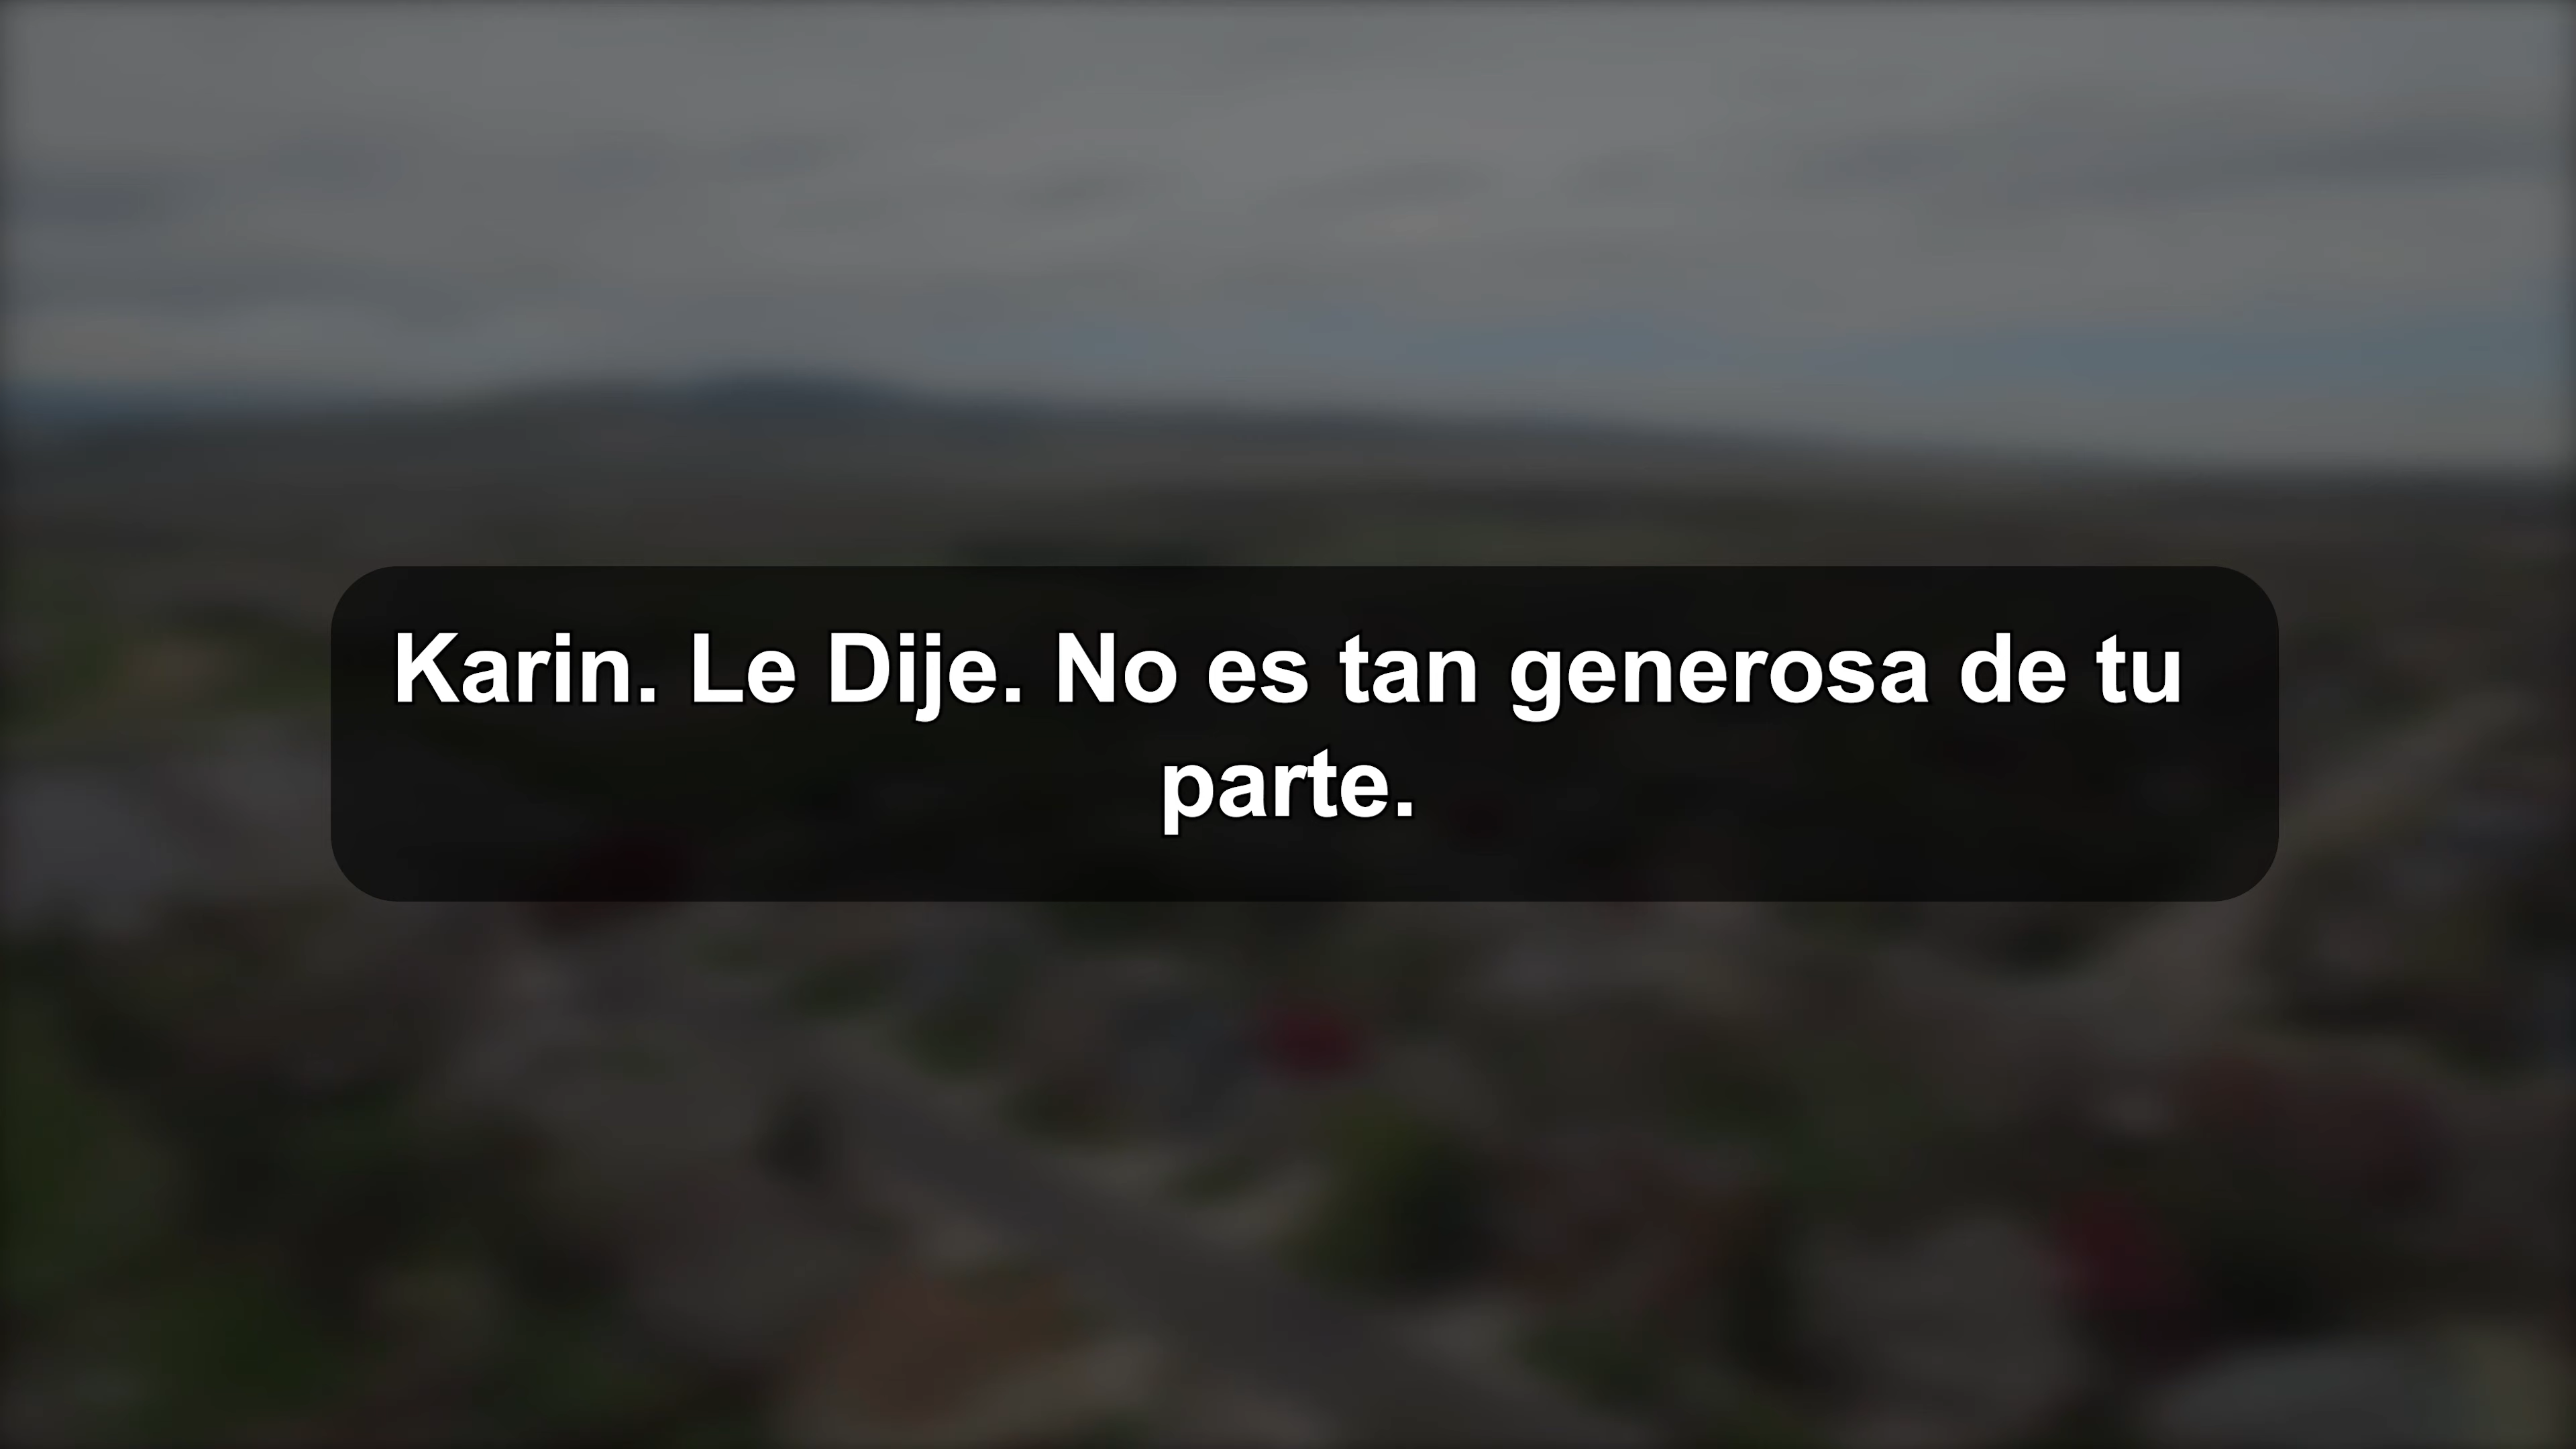 Karin. Le Dije. No es tan generosa de tu
parte.